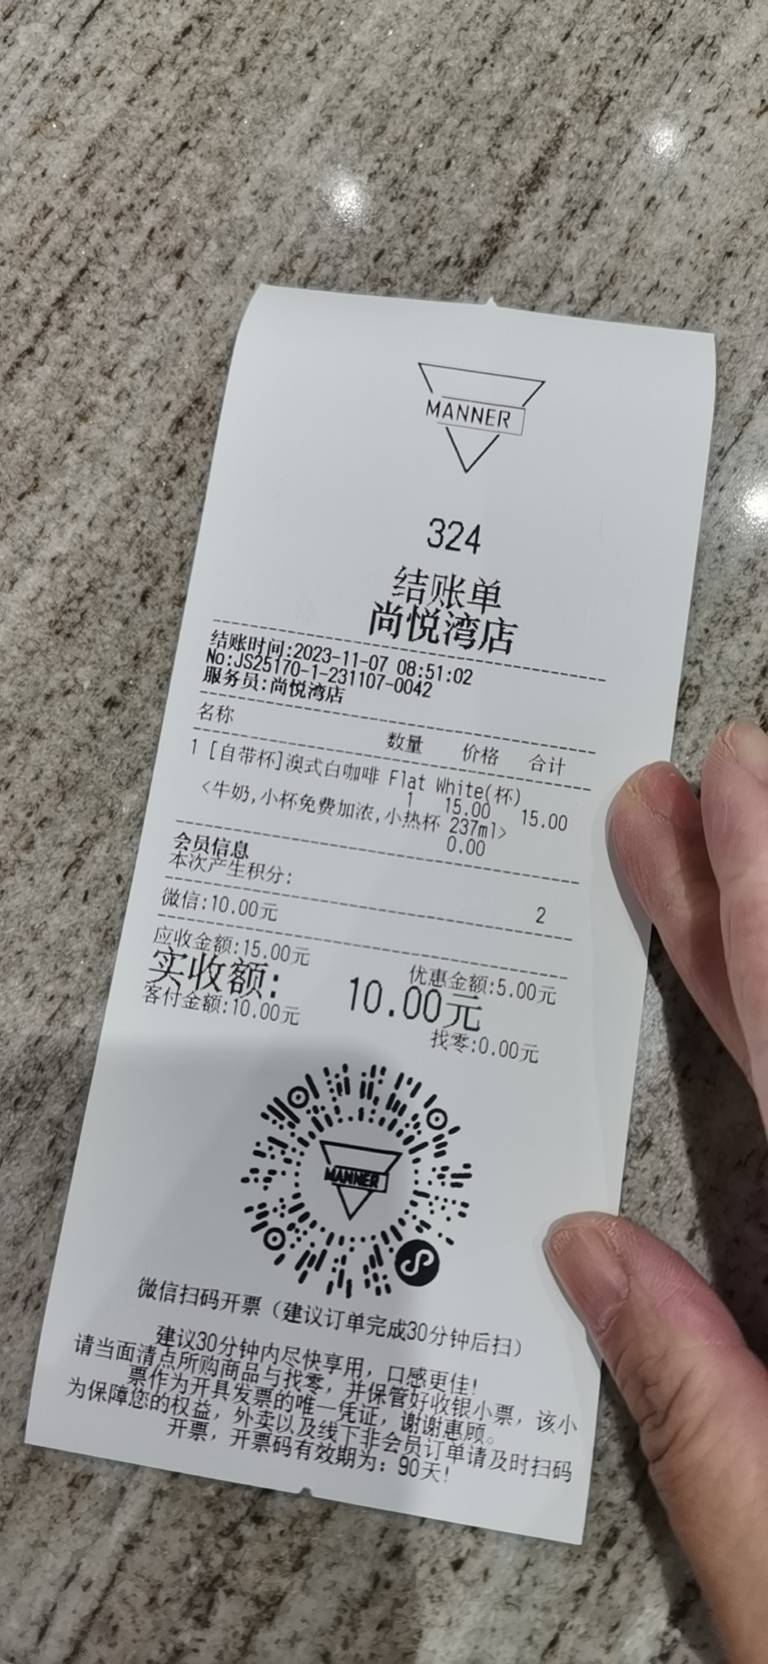 MANNER
324
结账单
尚悦湾店
结账时间:2023-11-07 08:51:02
No:JS25170-1-231107-0042
服务员:尚悦湾店
名称 数量 价格 合计
1 [自带杯]澳式白咖啡 Flat White(杯)
1 15.00 15.00
<牛奶,小杯免费加浓,小热杯 237ml>
0.00
会员信息
本次产生积分: 2
微信:10.00元
应收金额:15.00元 优惠金额:5.00元
实收额: 10.00元
客付金额:10.00元 找零:0.00元
MANNER
微信扫码开票（建议订单完成30分钟后扫）
建议30分钟内尽快享用，口感更佳!
请当面清点所购商品与找零，并保管好收银小票，该小
票作为开具发票的唯一凭证，谢谢惠顾。
为保障您的权益，外卖以及线下非会员订单请及时扫码
开票，开票码有效期为：90天!